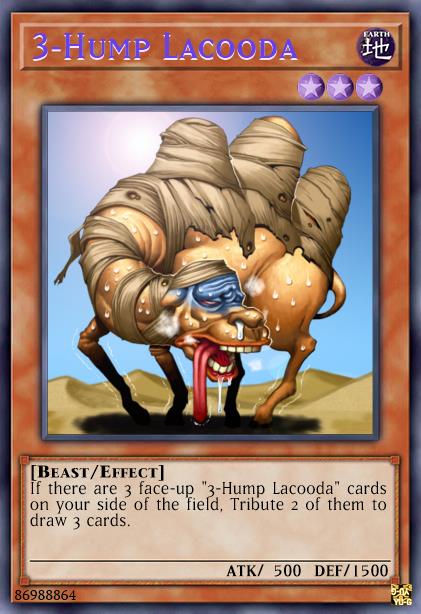 3-Hump Lacooda
EARTH
地
[Beast/Effect]
If there are 3 face-up "3-Hump Lacooda" cards
on your side of the field, Tribute 2 of them to
draw 3 cards.
ATK/ 500 DEF/1500
86988864